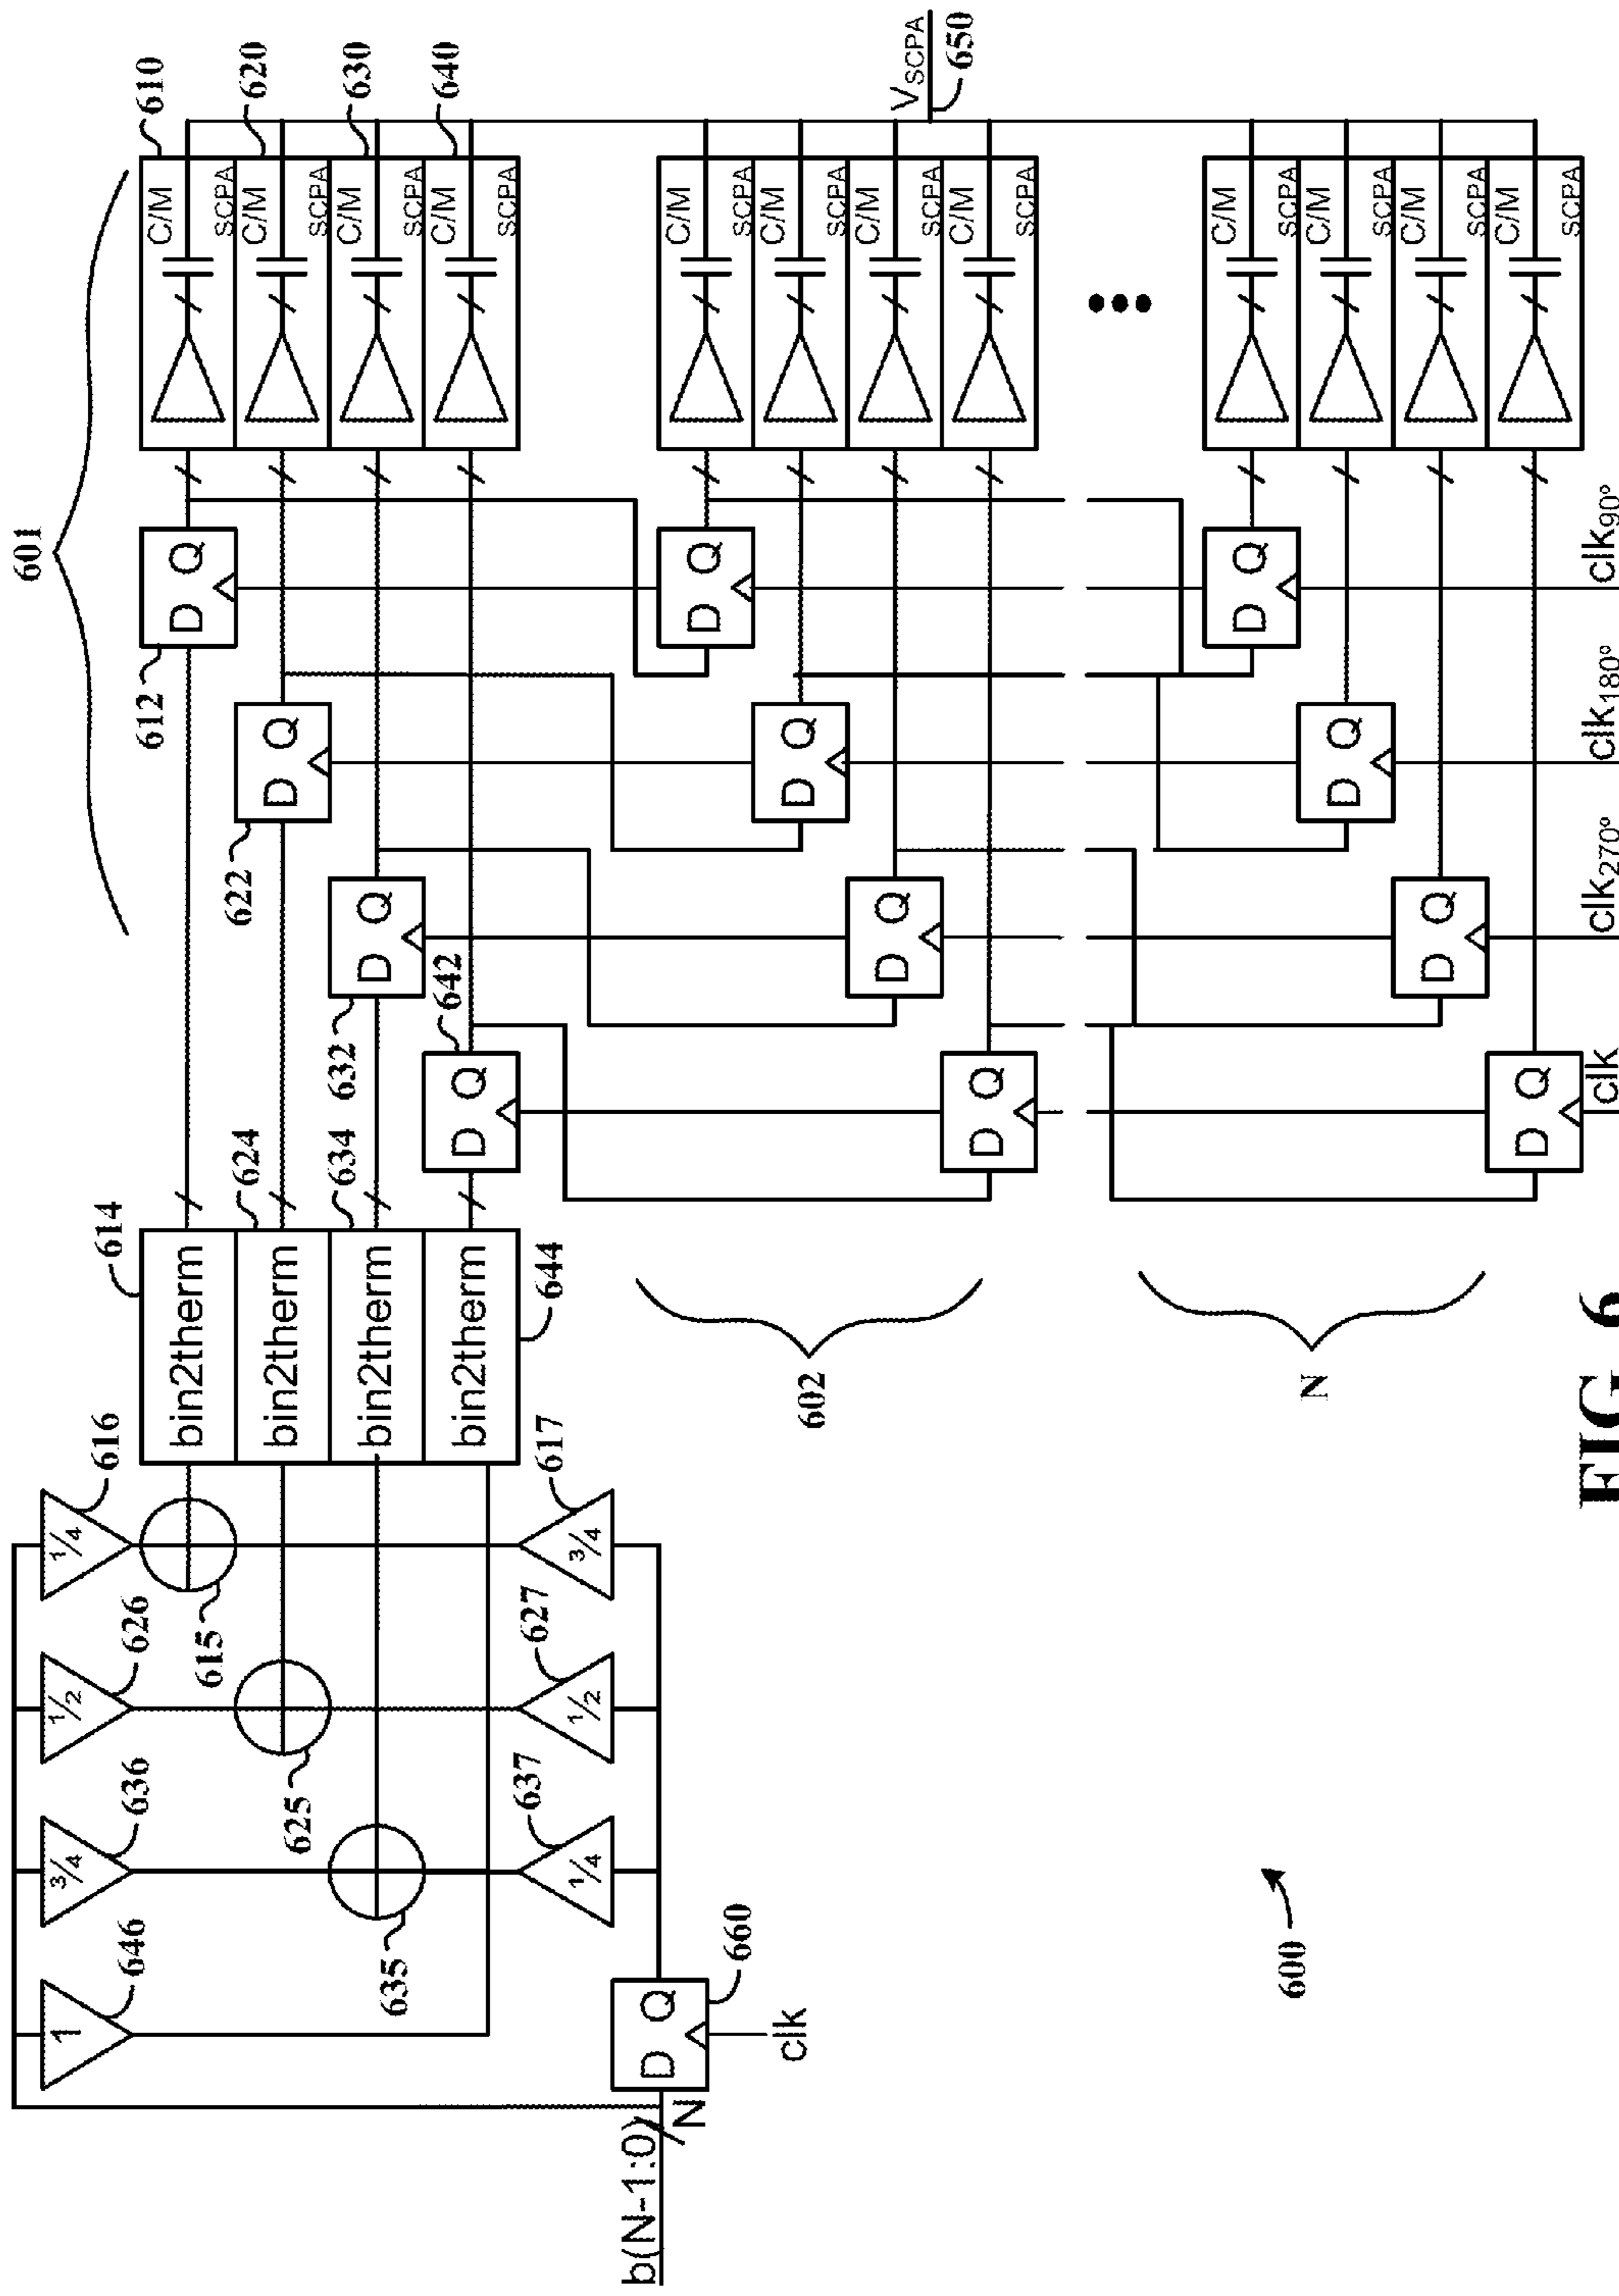 601
610
620
630
640
C/M
SCPA
C/M
SCPA
C/M
SCPA
C/M
SCPA
612
D Q
622
D Q
632
D Q
642
D Q
614
624
634
644
bin2therm
bin2therm
bin2therm
bin2therm
616
1/4
626
1/2
636
3/4
646
1
615
625
635
617
3/4
627
1/2
637
1/4
660
D Q
clk
b(N-1:0)
N
602
D Q
D Q
D Q
D Q
C/M
SCPA
C/M
SCPA
C/M
SCPA
C/M
SCPA
VSCPA
650
N
D Q
D Q
D Q
D Q
C/M
SCPA
C/M
SCPA
C/M
SCPA
C/M
SCPA
clk
clk270°
clk180°
clk90°
600
FIG. 6